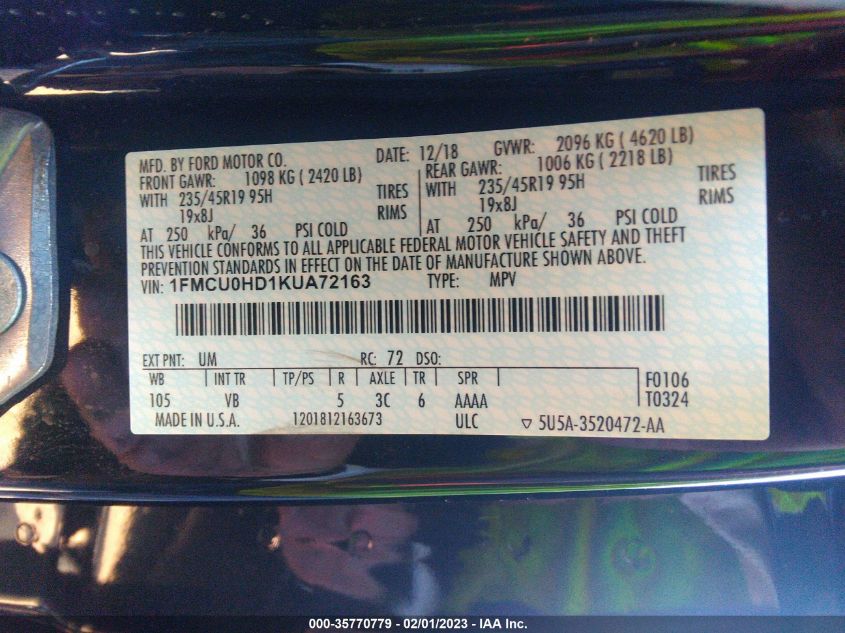 MFD. BY FORD MOTOR CO. DATE: 12/18 GVWR: 2096 KG ( 4620 LB)
FRONT GAWR: 1098 KG ( 2420 LB) REAR GAWR: 1006 KG ( 2218 LB)
WITH 235/45R19 95H TIRES WITH 235/45R19 95H TIRES
19x8J RIMS 19x8J RIMS
AT 250 kPa/ 36 PSI COLD AT 250 kPa/ 36 PSI COLD
THIS VEHICLE CONFORMS TO ALL APPLICABLE FEDERAL MOTOR VEHICLE SAFETY AND THEFT
PREVENTION STANDARDS IN EFFECT ON THE DATE OF MANUFACTURE SHOWN ABOVE.
VIN: 1FMCU0HD1KUA72163 TYPE: MPV
EXT PNT: UM RC: 72 DSO:
WB INT TR TP/PS R AXLE TR SPR F0106
105 VB 5 3C 6 AAAA T0324
MADE IN U.S.A. 1201812163673 ULC ▽ 5U5A-3520472-AA
000-35770779 - 02/01/2023 - IAA Inc.